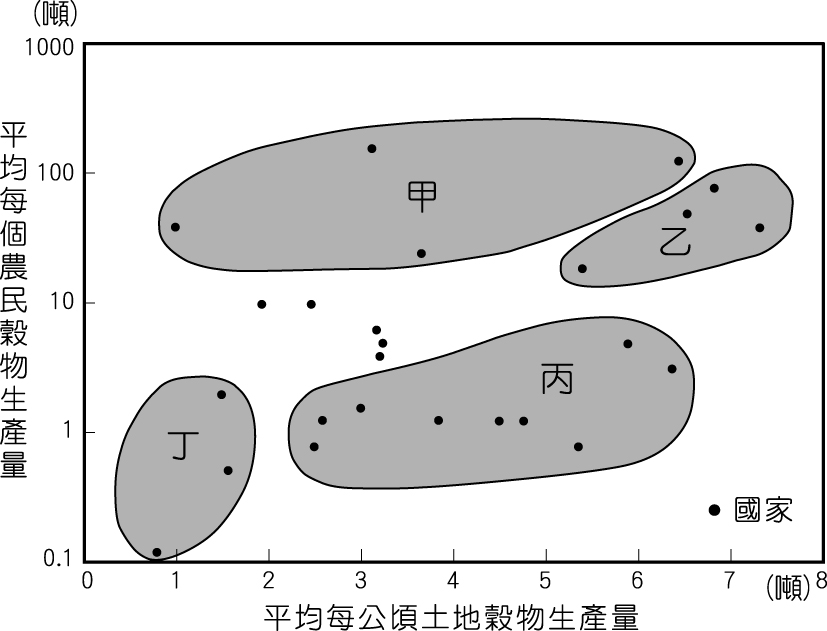 (噸)
1000
100
10
1
0.1
平均每個農民穀物生產量
甲
乙
丙
丁
國家
0 1 2 3 4 5 6 7 (噸) 8
平均每公頃土地穀物生產量